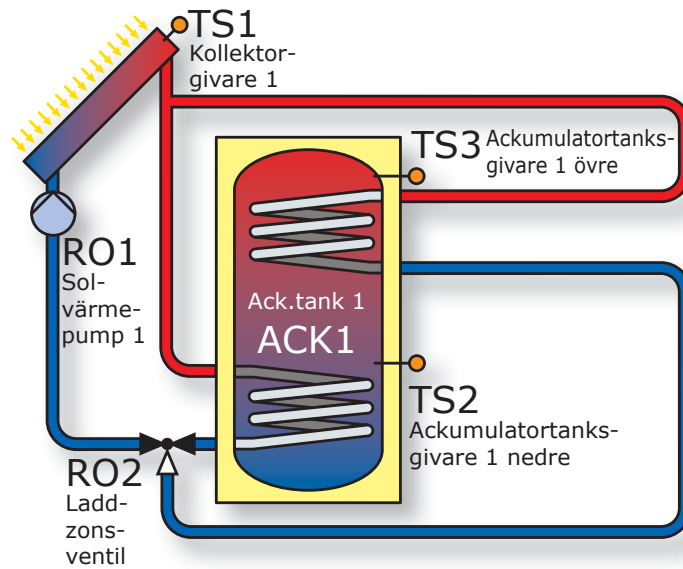 TS1
Kollektor-
givare 1
TS3 Ackumulatortanks-
givare 1 övre
RO1
Sol-
värme-
pump 1
Ack.tank 1
ACK1
TS2
Ackumulatortanks-
givare 1 nedre
RO2
Ladd-
zons-
ventil